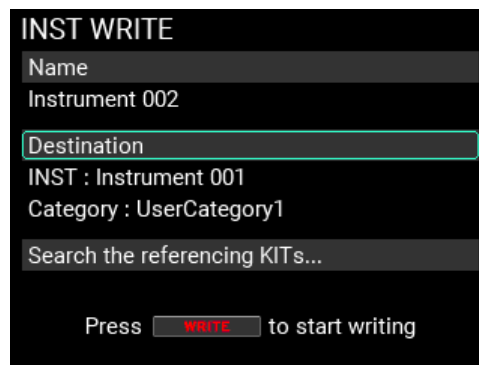 INST WRITE
Name
Instrument 002
Destination
INST : Instrument 001
Category : UserCategory1
Search the referencing KITs...
Press WRITE to start writing